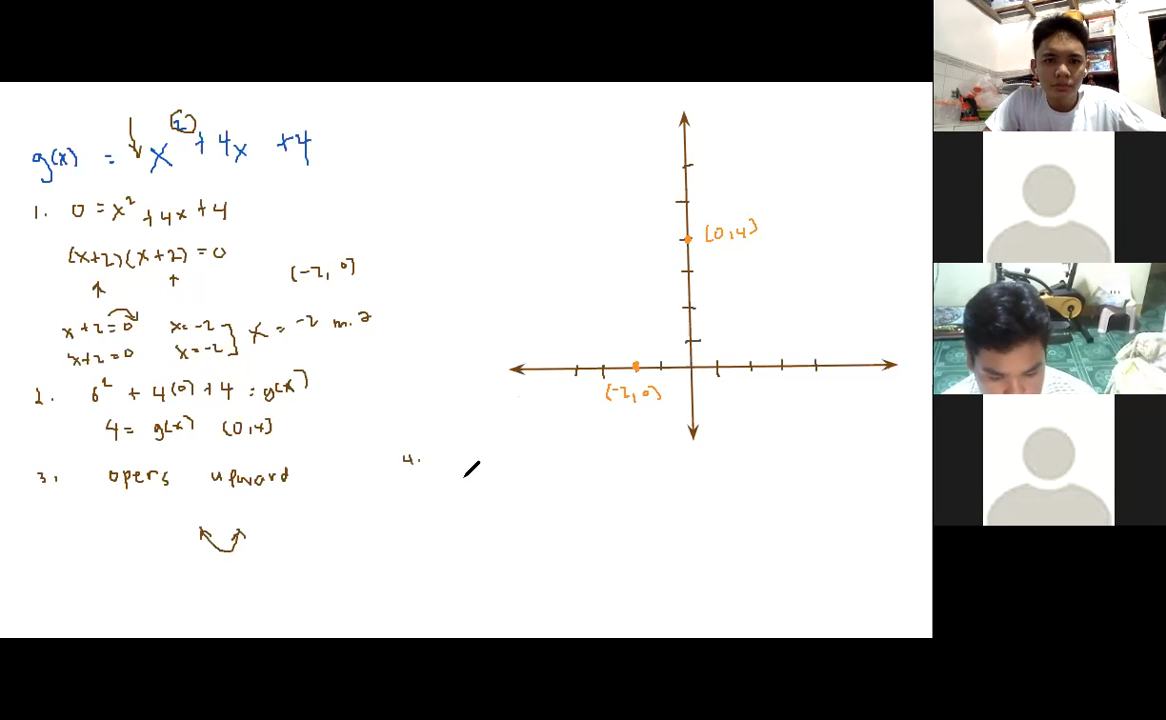 g(x) = x² + 4x + 4
1. 0 = x² + 4x + 4
(x+2)(x+2) = 0
(-2, 0)
x+2=0 x=-2
x+2=0 x=-2
x = -2 m. 2
2. 0² + 4(0) + 4 = g(x)
4 = g(x) (0,4)
3. opens upward
4.
(0,4)
(-2,0)